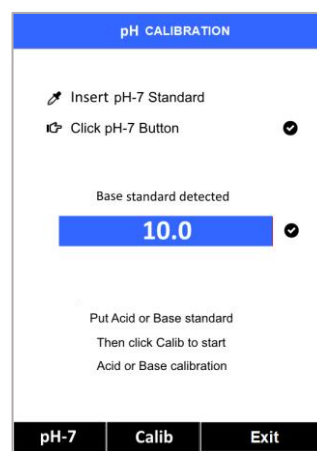 pH CALIBRATION
Insert pH-7 Standard
Click pH-7 Button
Base standard detected
10.0
Put Acid or Base standard
Then click Calib to start
Acid or Base calibration
pH-7 Calib Exit